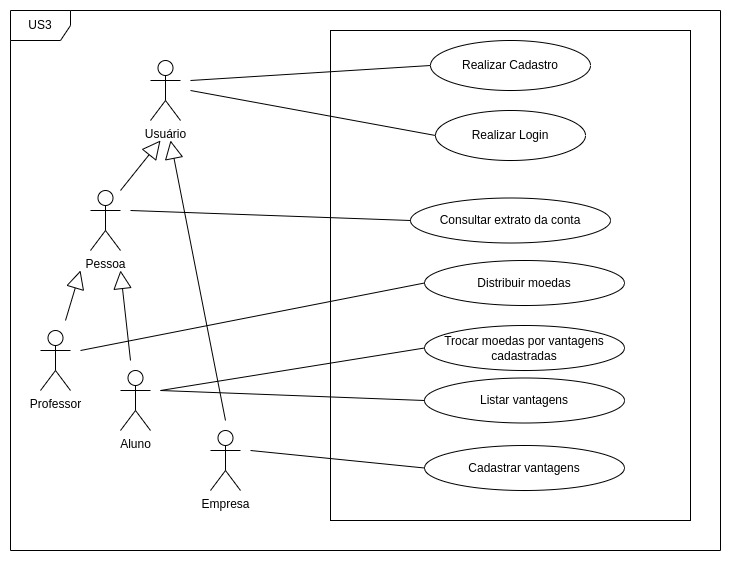 US3
Realizar Cadastro
Usuário
Realizar Login
Pessoa
Consultar extrato da conta
Distribuir moedas
Trocar moedas por vantagens
cadastradas
Professor
Listar vantagens
Aluno
Cadastrar vantagens
Empresa